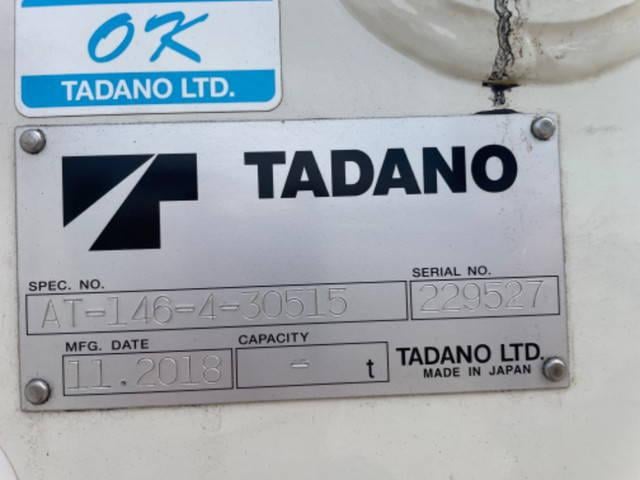 OK
TADANO LTD.
TADANO
SPEC. NO.
AT-146-4-30515
SERIAL NO.
229527
MFG. DATE
11.2018
CAPACITY
- t
TADANO LTD.
MADE IN JAPAN